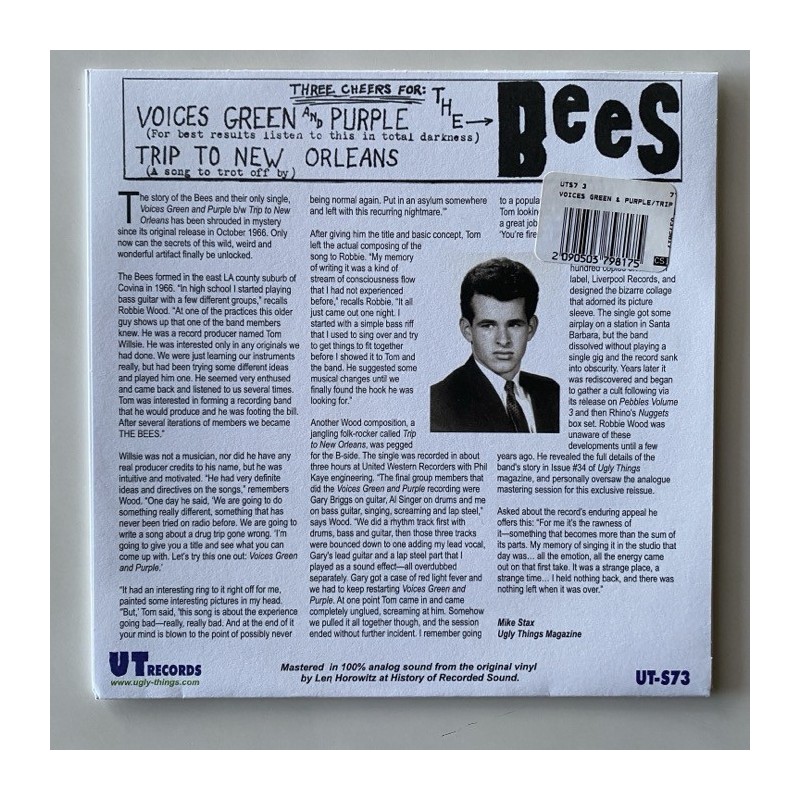 THREE CHEERS FOR: THE → BeeS
VOICES GREEN AND PURPLE
(For best results listen to this in total darkness)
TRIP TO NEW ORLEANS
(A song to trot off by)
The story of the Bees and their only single,
Voices Green and Purple b/w Trip to New
Orleans has been shrouded in mystery
since its original release in October 1966. Only
now can the secrets of this wild, weird and
wonderful artifact finally be unlocked.
The Bees formed in the east LA county suburb of
Covina in 1966. "In high school I started playing
bass guitar with a few different groups," recalls
Robbie Wood. "At one of the practices this older
guy shows up that one of the band members
knew. He was a record producer named Tom
Willsie. He was interested only in any originals we
had done. We were just learning our instruments
really, but had been trying some different ideas
and played him one. He seemed very enthused
and came back and listened to us several times.
Tom was interested in forming a recording band
that he would produce and he was footing the bill.
After several iterations of members we became
THE BEES."
Willsie was not a musician, nor did he have any
real producer credits to his name, but he was
intuitive and motivated. "He had very definite
ideas and directives on the songs," remembers
Wood. "One day he said, 'We are going to do
something really different, something that has
never been tried on radio before. We are going to
write a song about a drug trip gone wrong. 'I'm
going to give you a title and see what you can
come up with. Let's try this one out: Voices Green
and Purple.'
"It had an interesting ring to it right off for me,
painted some interesting pictures in my head.
"'But,' Tom said, 'this song is about the experience
going bad—really, really bad. And at the end of it
your mind is blown to the point of possibly never
being normal again. Put in an asylum somewhere
and left with this recurring nightmare.'"
After giving him the title and basic concept, Tom
left the actual composing of the
song to Robbie. "My memory
of writing it was a kind of
stream of consciousness flow
that I had not experienced
before," recalls Robbie. "It all
just came out one night. I
started with a simple bass riff
that I used to sing over and try
to get things to fit together
before I showed it to Tom and
the band. He suggested some
musical changes until we
finally found the hook he was
looking for."
Another Wood composition, a
jangling folk-rocker called Trip
to New Orleans, was pegged
for the B-side. The single was recorded in about
three hours at United Western Recorders with Phil
Kaye engineering. "The final group members that
did the Voices Green and Purple recording were
Gary Briggs on guitar, Al Singer on drums and me
on bass guitar, singing, screaming and lap steel,"
says Wood. "We did a rhythm track first with
drums, bass and guitar, then those three tracks
were bounced down to one adding my lead vocal,
Gary's lead guitar and a lap steel part that I
played as a sound effect—all overdubbed
separately. Gary got a case of red light fever and
we had to keep restarting Voices Green and
Purple. At one point Tom came in and came
completely unglued, screaming at him. Somehow
we pulled it all together though, and the session
ended without further incident. I remember going
to a popula
Tom lookin
a great job
'You're fire
UTS7 3 7
VOICES GREEN & PURPLE/TRIP
2 090503 798175
CSI
hundred copies
label, Liverpool Records, and
designed the bizarre collage
that adorned its picture
sleeve. The single got some
airplay on a station in Santa
Barbara, but the band
dissolved without playing a
single gig and the record sank
into obscurity. Years later it
was rediscovered and began
to gather a cult following via
its release on Pebbles Volume
3 and then Rhino's Nuggets
box set. Robbie Wood was
unaware of these
developments until a few
years ago. He revealed the full details of the
band's story in Issue #34 of Ugly Things
magazine, and personally oversaw the analogue
mastering session for this exclusive reissue.
Asked about the record's enduring appeal he
offers this: "For me it's the rawness of
it—something that becomes more than the sum of
its parts. My memory of singing it in the studio that
day was... all the emotion, all the energy came
out on that first take. It was a strange place, a
strange time... I held nothing back, and there was
nothing left when it was over."
Mike Stax
Ugly Things Magazine
UT RECORDS
www.ugly-things.com
Mastered in 100% analog sound from the original vinyl
by Len Horowitz at History of Recorded Sound.
UT-S73